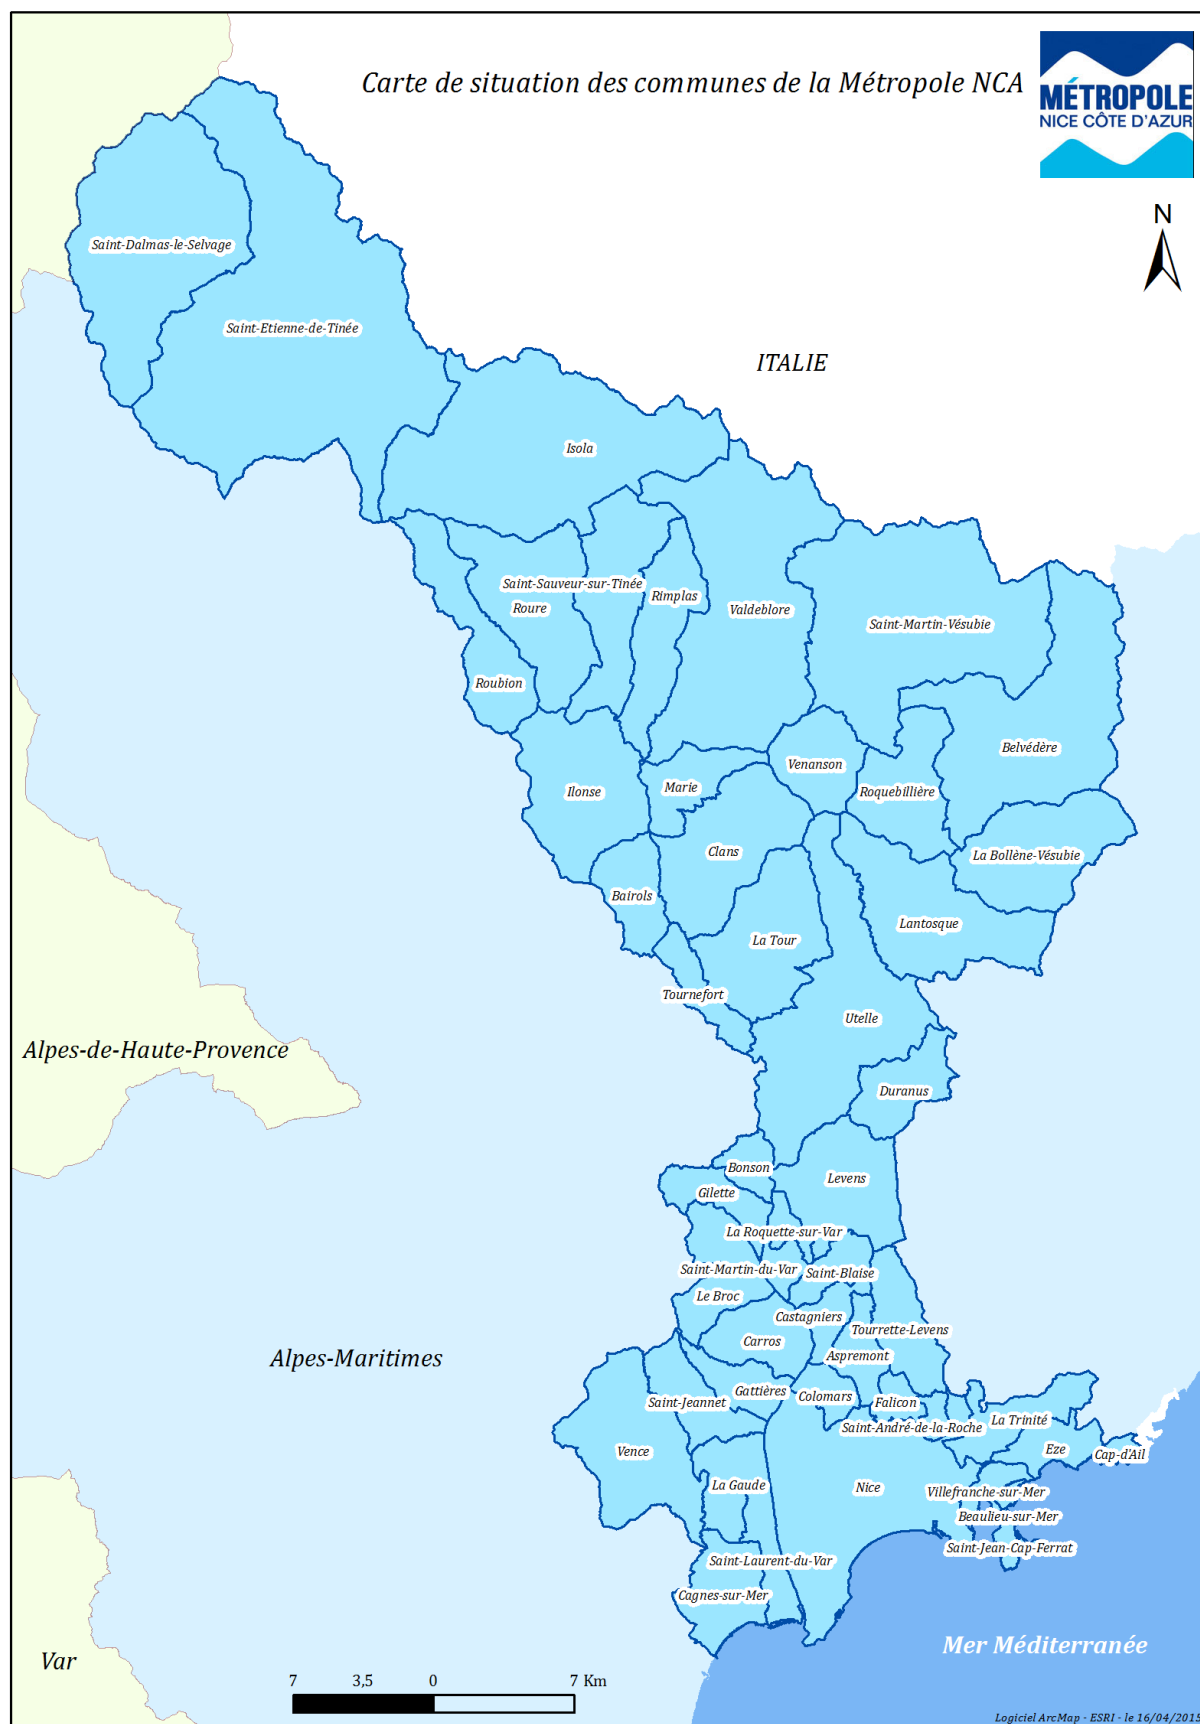 Carte de situation des communes de la Métropole NCA
MÉTROPOLE
NICE CÔTE D'AZUR
N
Saint-Dalmas-le-Selvage
Saint-Etienne-de-Tinée
ITALIE
Isola
Saint-Sauveur-sur-Tinée
Rimplas
Roure
Valdeblore
Saint-Martin-Vésubie
Roubion
Belvédère
Venanson
Marie
Ilonse
Roquebillière
Clans
La Bollène-Vésubie
Bairols
Lantosque
La Tour
Tournefort
Utelle
Alpes-de-Haute-Provence
Duranus
Bonson
Levens
Gilette
La Roquette-sur-Var
Saint-Martin-du-Var
Saint-Blaise
Le Broc
Castagniers
Tourrette-Levens
Carros
Aspremont
Alpes-Maritimes
Gattières
Colomars
Saint-Jeannet
Falicon
La Trinité
Saint-André-de-la-Roche
Eze
Cap-d'Ail
Vence
La Gaude
Nice
Villefranche-sur-Mer
Beaulieu-sur-Mer
Saint-Jean-Cap-Ferrat
Saint-Laurent-du-Var
Cagnes-sur-Mer
Mer Méditerranée
Var
7 3,5 0 7 Km
Logiciel ArcMap - ESRI - le 16/04/2015